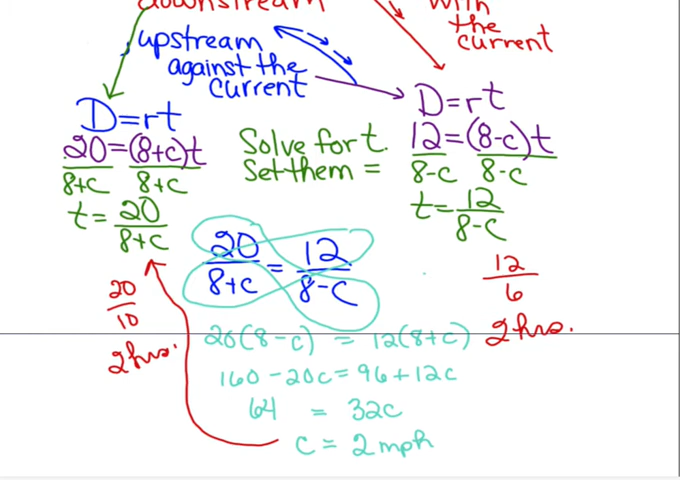 downstream
with
the
current
upstream
against the
current
D=rt
20=(8+c)t
8+c 8+c
t= 20
8+c
Solve for t.
Set them =
D=rt
12=(8-c)t
8-c 8-c
t= 12
8-c
20 = 12
8+c 8-c
20
10
2hrs.
12
6
2hrs.
20(8-c) = 12(8+c)
160-20c=96+12c
64 = 32c
c = 2mph